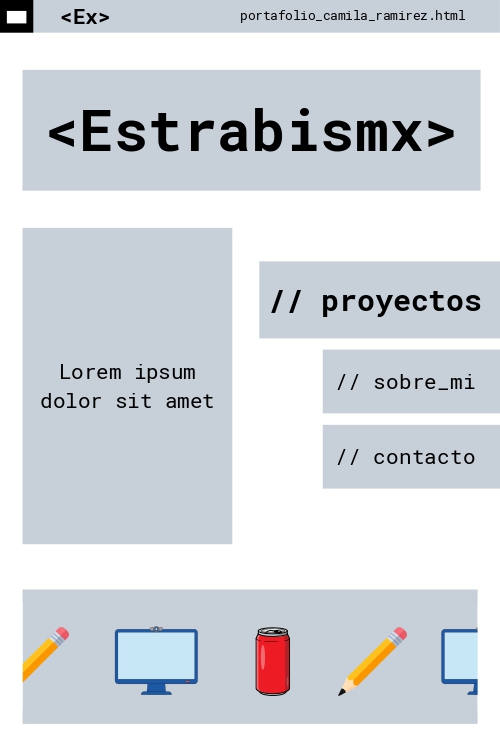 <Ex>
portafolio_camila_ramirez.html
<Estrabismx>
Lorem ipsum
dolor sit amet
// proyectos
// sobre_mi
// contacto